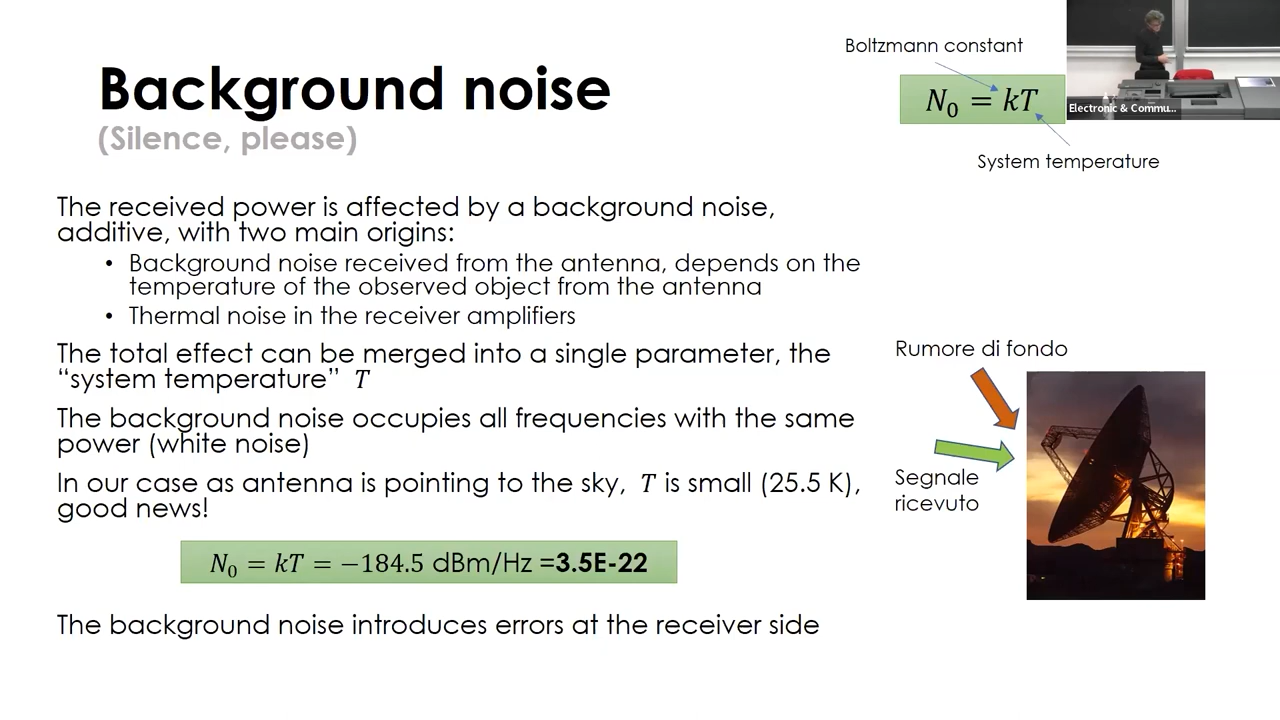 Background noise
(Silence, please)
Boltzmann constant
N₀ = kT
System temperature
Electronic & Commu...
The received power is affected by a background noise,
additive, with two main origins:
• Background noise received from the antenna, depends on the
temperature of the observed object from the antenna
• Thermal noise in the receiver amplifiers
The total effect can be merged into a single parameter, the
“system temperature” T
The background noise occupies all frequencies with the same
power (white noise)
In our case as antenna is pointing to the sky, T is small (25.5 K),
good news!
N₀ = kT = −184.5 dBm/Hz =3.5E-22
The background noise introduces errors at the receiver side
Rumore di fondo
Segnale
ricevuto